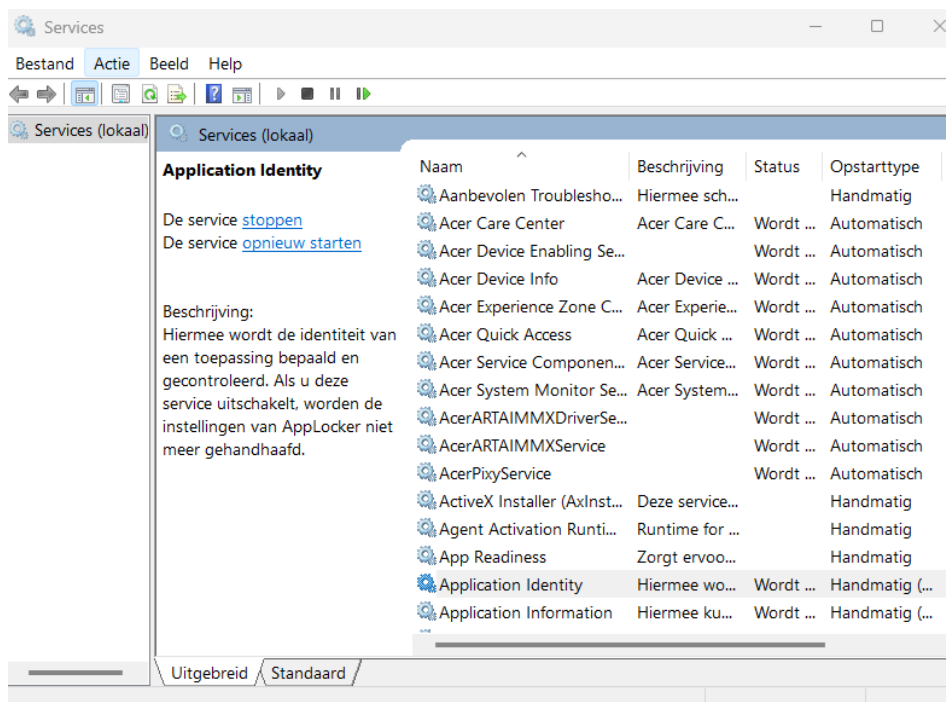 Services
Bestand Actie Beeld Help
Services (lokaal)
Services (lokaal)
Application Identity
De service stoppen
De service opnieuw starten
Beschrijving:
Hiermee wordt de identiteit van
een toepassing bepaald en
gecontroleerd. Als u deze
service uitschakelt, worden de
instellingen van AppLocker niet
meer gehandhaafd.
Naam Beschrijving Status Opstarttype
Aanbevolen Troublesho... Hiermee sch... Handmatig
Acer Care Center Acer Care C... Wordt ... Automatisch
Acer Device Enabling Se... Wordt ... Automatisch
Acer Device Info Acer Device ... Wordt ... Automatisch
Acer Experience Zone C... Acer Experie... Wordt ... Automatisch
Acer Quick Access Acer Quick ... Wordt ... Automatisch
Acer Service Componen... Acer Service... Wordt ... Automatisch
Acer System Monitor Se... Acer System... Wordt ... Automatisch
AcerARTAIMMXDriverSe... Wordt ... Automatisch
AcerARTAIMMXService Wordt ... Automatisch
AcerPixyService Wordt ... Automatisch
ActiveX Installer (AxInst... Deze service... Handmatig
Agent Activation Runti... Runtime for ... Handmatig
App Readiness Zorgt ervoo... Handmatig
Application Identity Hiermee wo... Wordt ... Handmatig (...
Application Information Hiermee ku... Wordt ... Handmatig (...
Uitgebreid Standaard